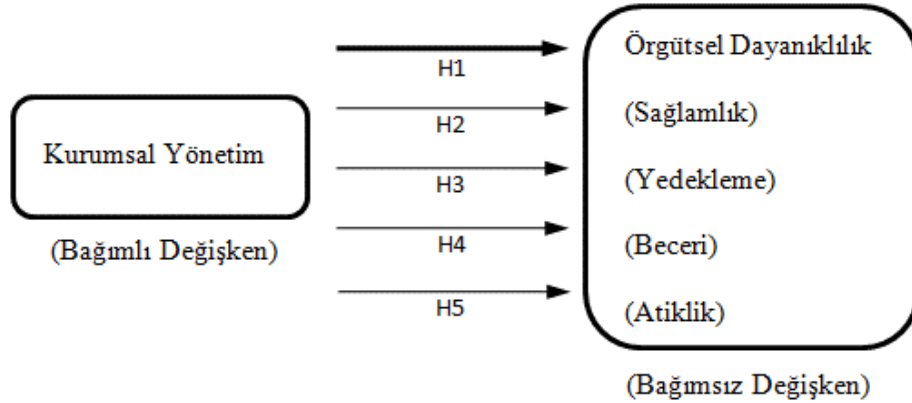 Kurumsal Yönetim
(Bağımlı Değişken)
H1
H2
H3
H4
H5
Örgütsel Dayanıklılık
(Sağlamlık)
(Yedekleme)
(Beceri)
(Atiklik)
(Bağımsız Değişken)